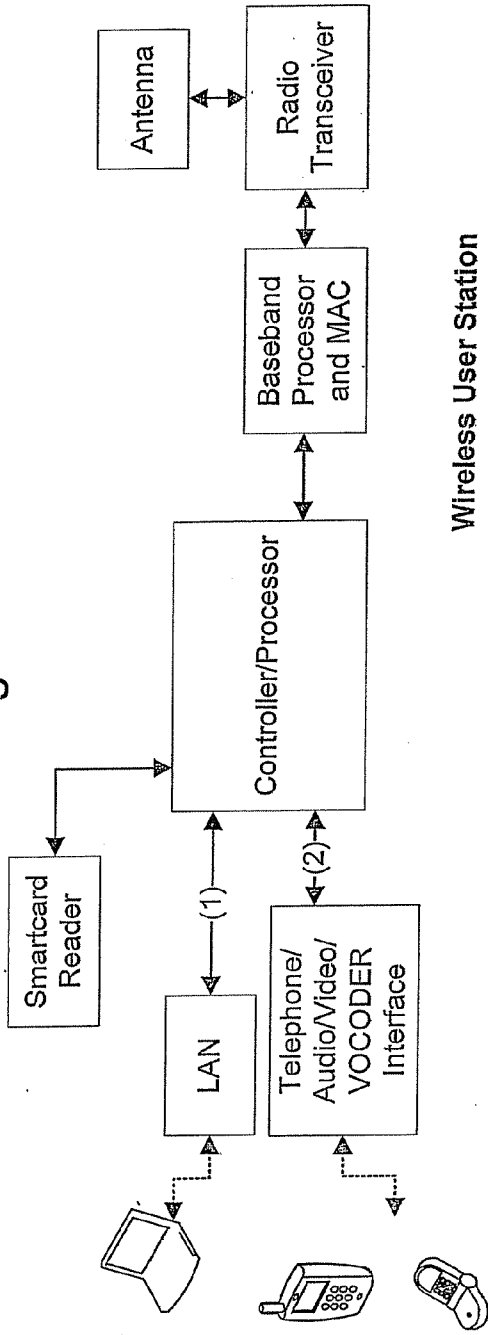 Smartcard
Reader
LAN
(1)
Telephone/
Audio/Video/
VOCODER
Interface
(2)
Controller/Processor
Baseband
Processor
and MAC
Radio
Transceiver
Antenna
Wireless User Station